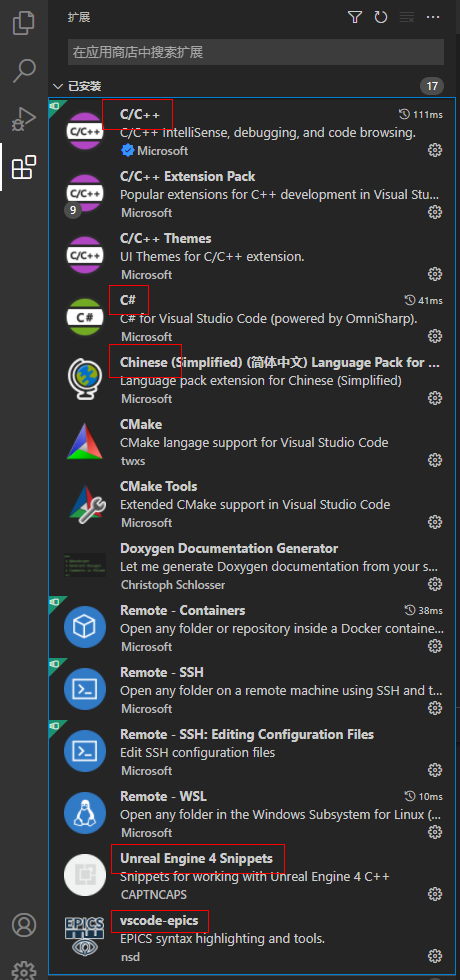 扩展
在应用商店中搜索扩展
已安装
17
C/C++
111ms
C/C++ IntelliSense, debugging, and code browsing.
Microsoft
C/C++
C/C++ Extension Pack
Popular extensions for C++ development in Visual Stu...
Microsoft
C/C++
9
C/C++ Themes
UI Themes for C/C++ extension.
Microsoft
C/C++
C#
41ms
C# for Visual Studio Code (powered by OmniSharp).
Microsoft
C#
Chinese (Simplified) (简体中文) Language Pack for ...
Language pack extension for Chinese (Simplified)
Microsoft
CMake
CMake langage support for Visual Studio Code
twxs
CMake Tools
Extended CMake support in Visual Studio Code
Microsoft
Doxygen Documentation Generator
Let me generate Doxygen documentation from your s...
Christoph Schlosser
Remote - Containers
38ms
Open any folder or repository inside a Docker containe...
Microsoft
Remote - SSH
Open any folder on a remote machine using SSH and t...
Microsoft
Remote - SSH: Editing Configuration Files
Edit SSH configuration files
Microsoft
Remote - WSL
10ms
Open any folder in the Windows Subsystem for Linux (...
Microsoft
Unreal Engine 4 Snippets
Snippets for working with Unreal Engine 4 C++
CAPTNCAPS
vscode-epics
EPICS syntax highlighting and tools.
nsd
EPICS